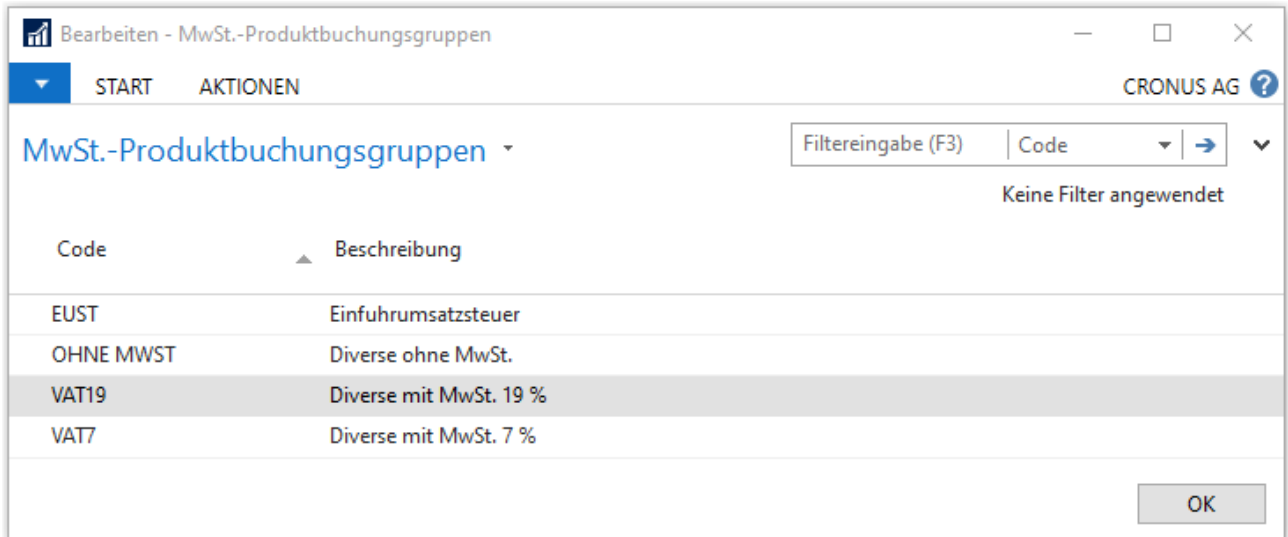 Bearbeiten - MwSt.-Produktbuchungsgruppen
START AKTIONEN CRONUS AG ?
MwSt.-Produktbuchungsgruppen Filtereingabe (F3) Code
Keine Filter angewendet
Code Beschreibung
EUST Einfuhrumsatzsteuer
OHNE MWST Diverse ohne MwSt.
VAT19 Diverse mit MwSt. 19 %
VAT7 Diverse mit MwSt. 7 %
OK